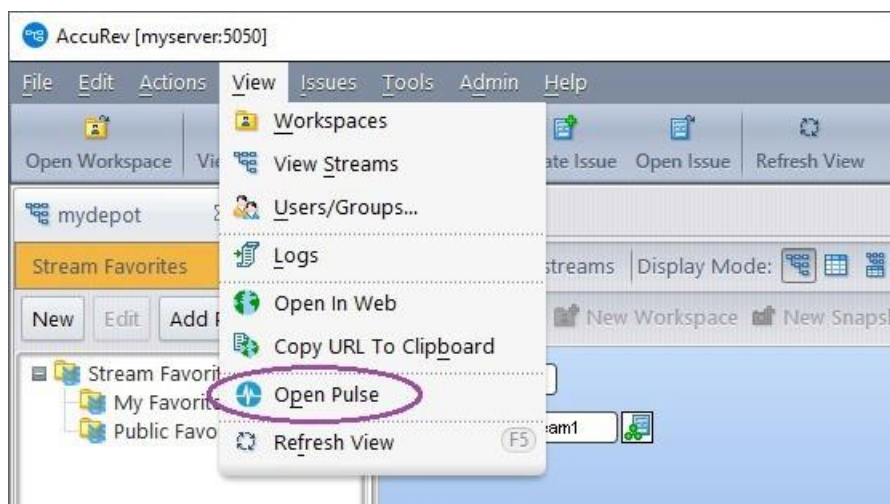 AccuRev [myserver:5050]
File Edit Actions View Issues Tools Admin Help
Open Workspace Open Issue Refresh View
mydepot
Stream Favorites
Display Mode:
New Edit Add
New Workspace New Snaps
Stream Favorit
My Favorite
Public Favo
Workspaces
View Streams
Users/Groups...
Logs
Open In Web
Copy URL To Clipboard
Open Pulse
Refresh View F5
streams
ate Issue
eam1